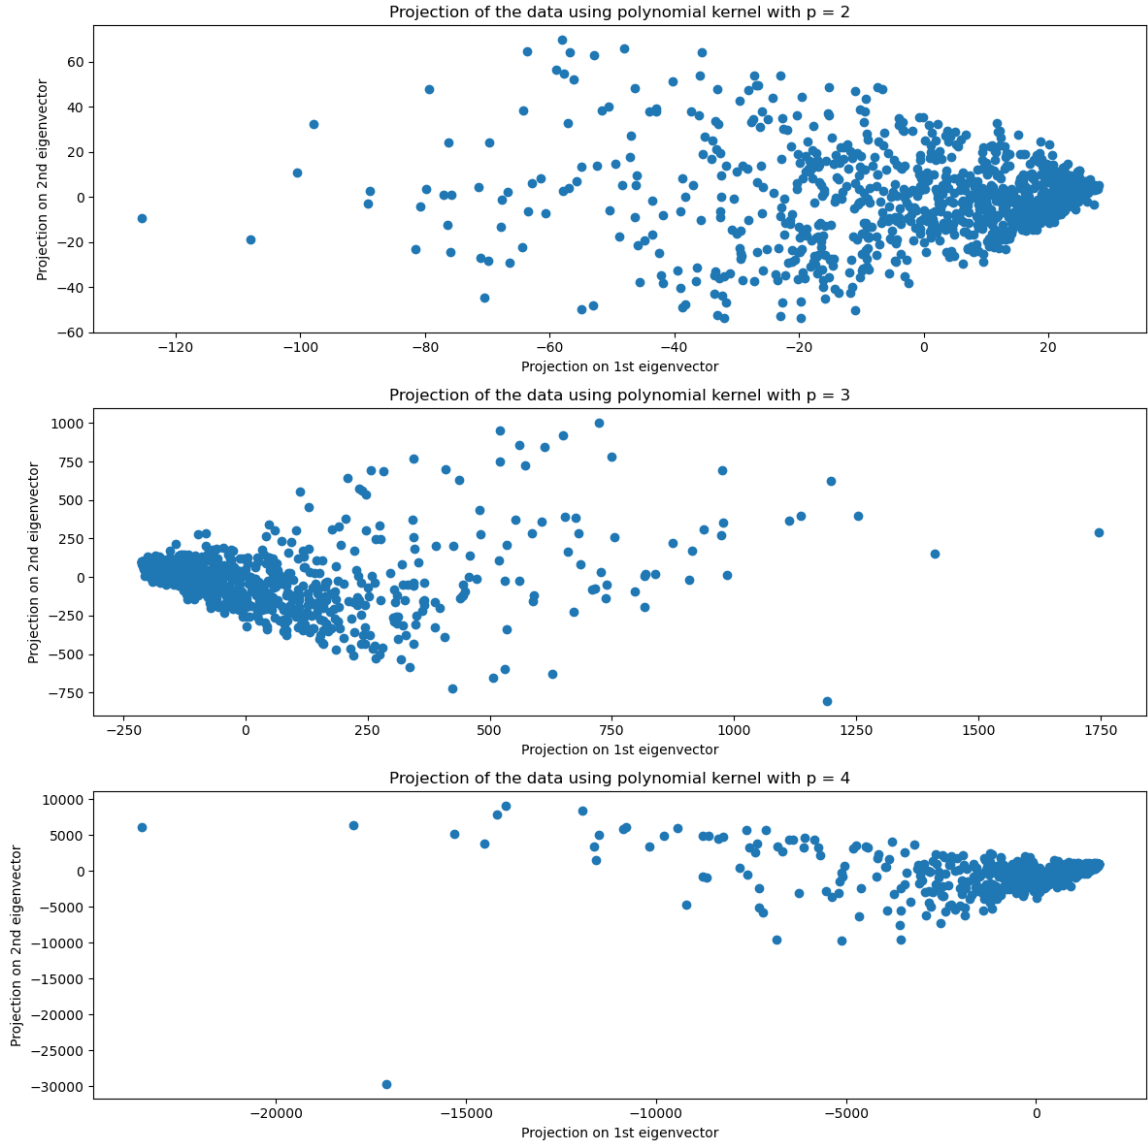 Projection of the data using polynomial kernel with p = 2
Projection on 2nd eigenvector
60
40
20
0
−20
−40
−60
−120 −100 −80 −60 −40 −20 0 20
Projection on 1st eigenvector
Projection of the data using polynomial kernel with p = 3
Projection on 2nd eigenvector
1000
750
500
250
0
−250
−500
−750
−250 0 250 500 750 1000 1250 1500 1750
Projection on 1st eigenvector
Projection of the data using polynomial kernel with p = 4
Projection on 2nd eigenvector
10000
5000
0
−5000
−10000
−15000
−20000
−25000
−30000
−20000 −15000 −10000 −5000 0
Projection on 1st eigenvector